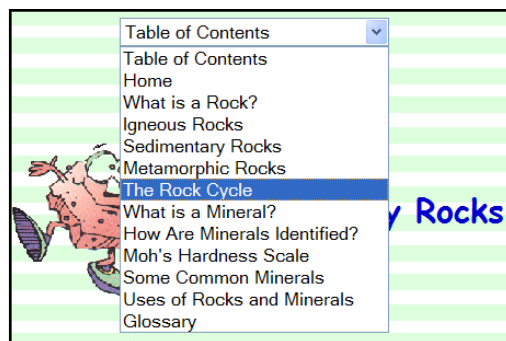 Table of Contents
Table of Contents
Home
What is a Rock?
Igneous Rocks
Sedimentary Rocks
Metamorphic Rocks
The Rock Cycle
What is a Mineral?
How Are Minerals Identified?
Moh's Hardness Scale
Some Common Minerals
Uses of Rocks and Minerals
Glossary
Rocks